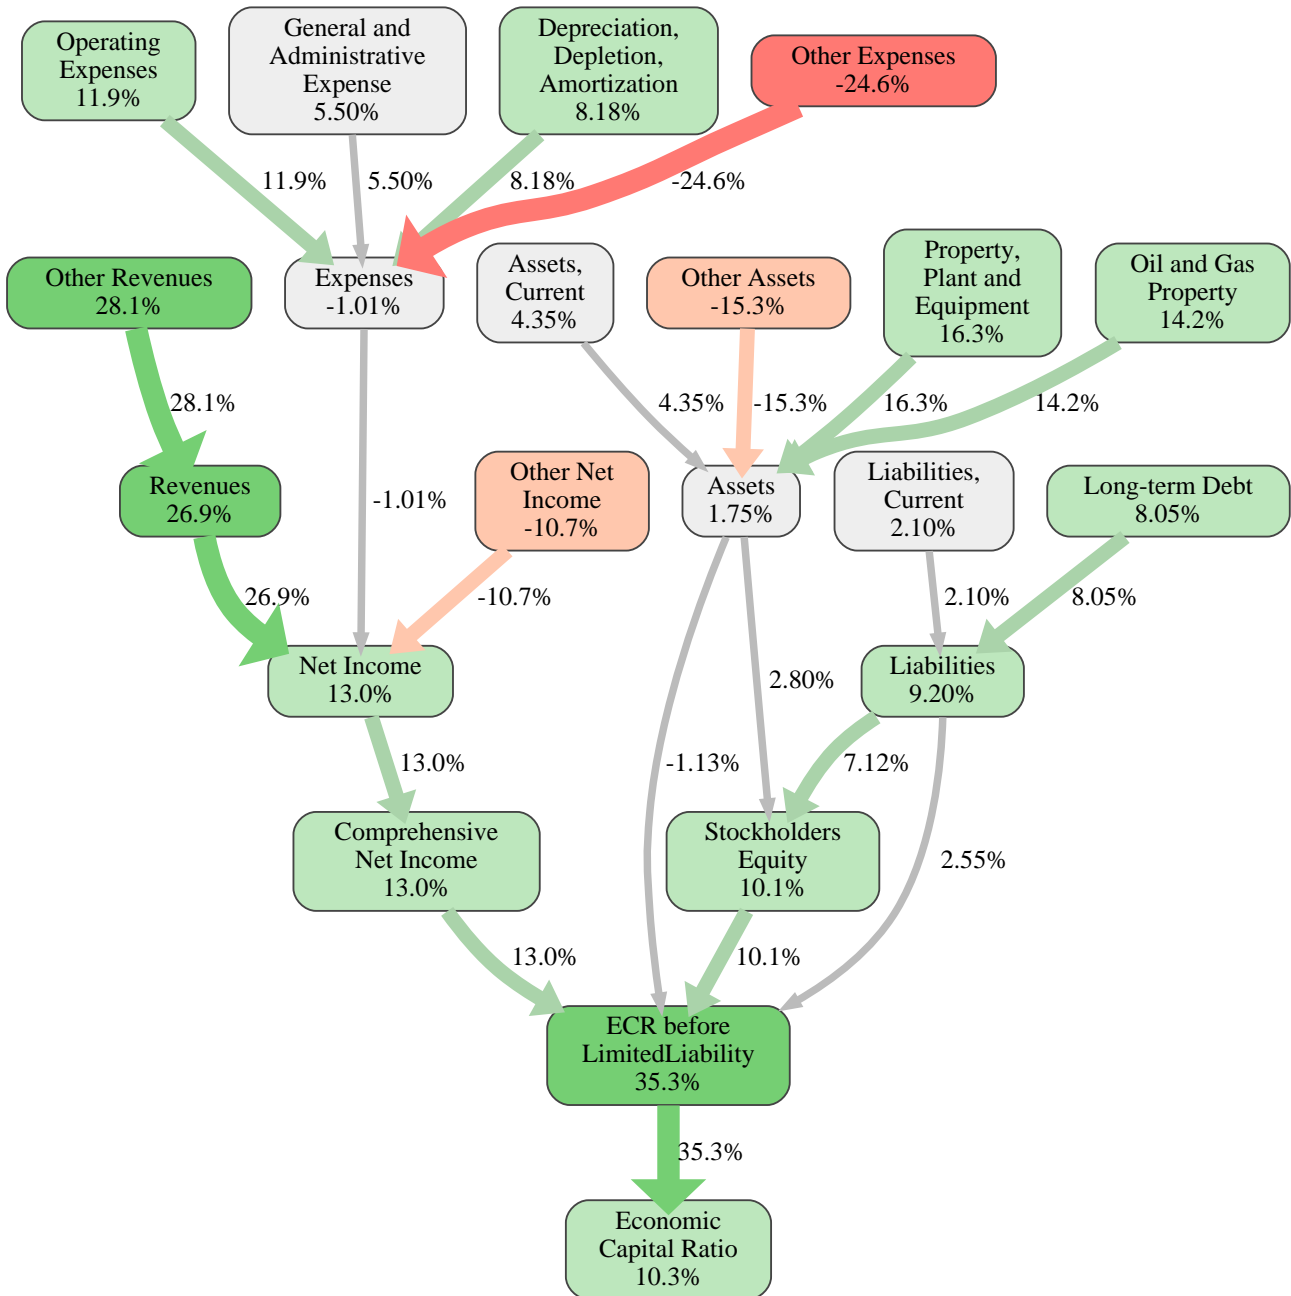 Operating
Expenses
11.9%
General and
Administrative
Expense
5.50%
Depreciation,
Depletion,
Amortization
8.18%
Other Expenses
-24.6%
11.9%
5.50%
8.18%
-24.6%
Other Revenues
28.1%
Expenses
-1.01%
Assets,
Current
4.35%
Other Assets
-15.3%
Property,
Plant and
Equipment
16.3%
Oil and Gas
Property
14.2%
28.1%
4.35%
-15.3%
16.3%
14.2%
Revenues
26.9%
-1.01%
Other Net
Income
-10.7%
Assets
1.75%
Liabilities,
Current
2.10%
Long-term Debt
8.05%
26.9%
-10.7%
2.10%
8.05%
Net Income
13.0%
2.80%
Liabilities
9.20%
13.0%
-1.13%
7.12%
Comprehensive
Net Income
13.0%
Stockholders
Equity
10.1%
2.55%
13.0%
10.1%
ECR before
LimitedLiability
35.3%
35.3%
Economic
Capital Ratio
10.3%